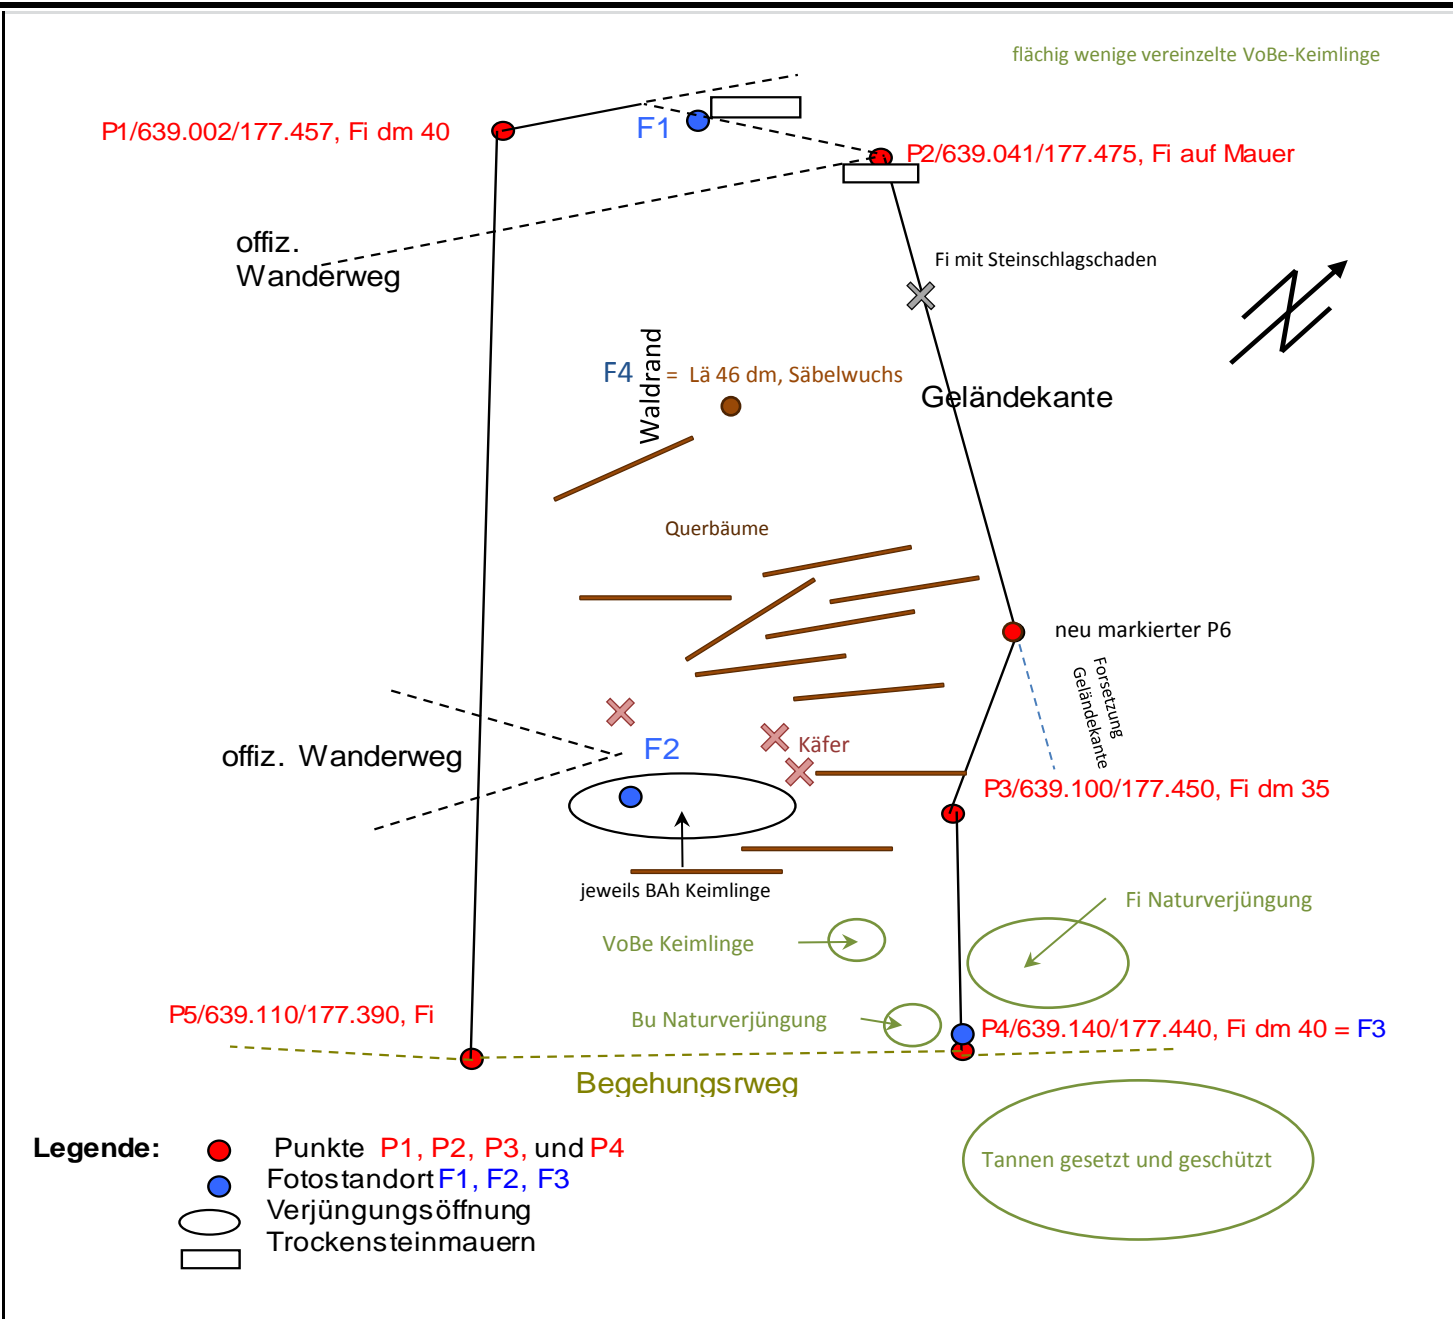 flächig wenige vereinzelte VoBe-Keimlinge
P1/639.002/177.457, Fi dm 40
F1
P2/639.041/177.475, Fi auf Mauer
offiz.
Wanderweg
Fi mit Steinschlagschaden
N
Waldrand
F4 = Lä 46 dm, Säbelwuchs
Geländekante
Querbäume
neu markierter P6
Forsetzung
Geländekante
offiz. Wanderweg
F2
Käfer
P3/639.100/177.450, Fi dm 35
jeweils BAh Keimlinge
Fi Naturverjüngung
VoBe Keimlinge
P5/639.110/177.390, Fi
Bu Naturverjüngung
P4/639.140/177.440, Fi dm 40 = F3
Begehungsrweg
Legende:
Punkte P1, P2, P3, und P4
Fotostandort F1, F2, F3
Verjüngungsöffnung
Trockensteinmauern
Tannen gesetzt und geschützt